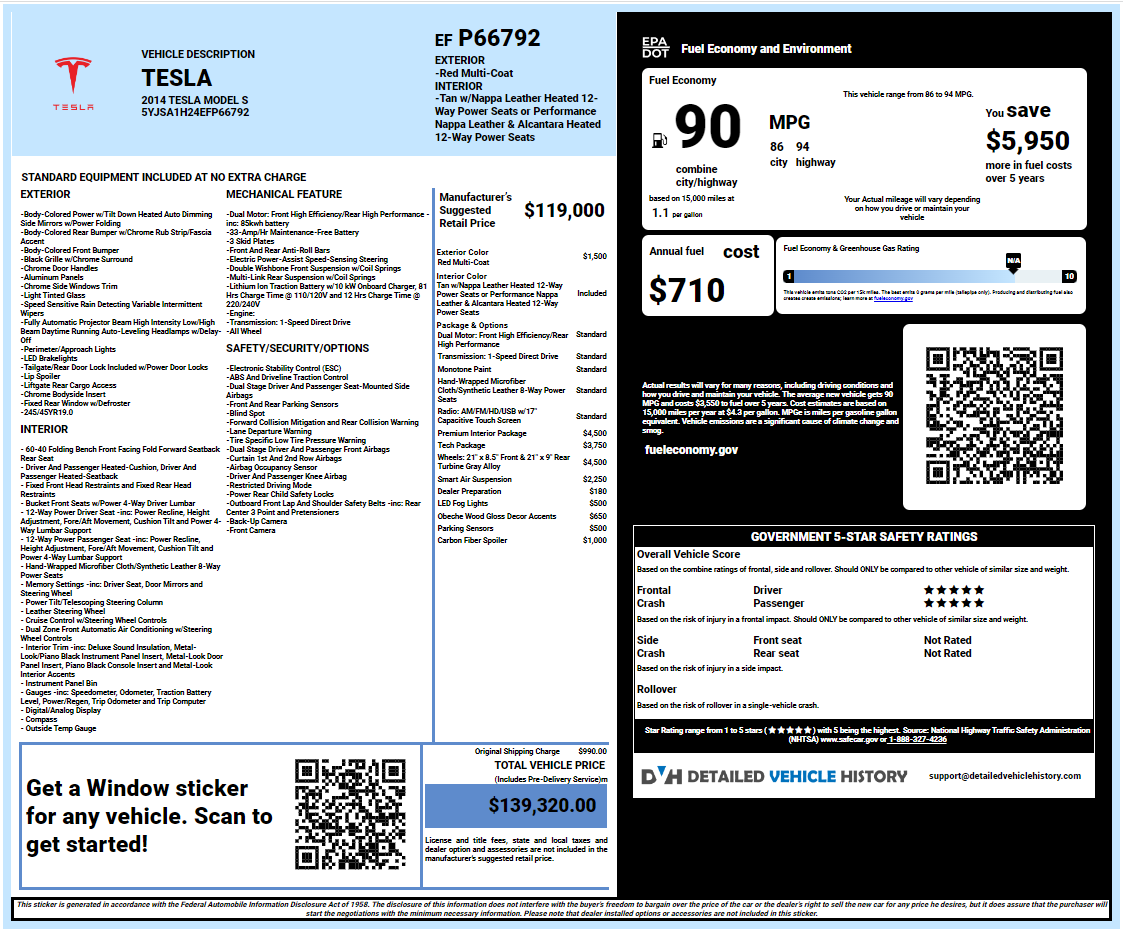 TESLA
VEHICLE DESCRIPTION
TESLA
2014 TESLA MODEL S
5YJSA1H24EFP66792
EF P66792
EXTERIOR
-Red Multi-Coat
INTERIOR
-Tan w/Nappa Leather Heated 12-
Way Power Seats or Performance
Nappa Leather & Alcantara Heated
12-Way Power Seats
STANDARD EQUIPMENT INCLUDED AT NO EXTRA CHARGE
EXTERIOR
-Body-Colored Power w/Tilt Down Heated Auto Dimming
Side Mirrors w/Power Folding
-Body-Colored Rear Bumper w/Chrome Rub Strip/Fascia
Accent
-Body-Colored Front Bumper
-Black Grille w/Chrome Surround
-Chrome Door Handles
-Aluminum Panels
-Chrome Side Windows Trim
-Light Tinted Glass
-Speed Sensitive Rain Detecting Variable Intermittent
Wipers
-Fully Automatic Projector Beam High Intensity Low/High
Beam Daytime Running Auto-Leveling Headlamps w/Delay-
Off
-Perimeter/Approach Lights
-LED Brakelights
-Tailgate/Rear Door Lock Included w/Power Door Locks
-Lip Spoiler
-Liftgate Rear Cargo Access
-Chrome Bodyside Insert
-Fixed Rear Window w/Defroster
-245/45YR19.0
INTERIOR
- 60-40 Folding Bench Front Facing Fold Forward Seatback
Rear Seat
- Driver And Passenger Heated-Cushion, Driver And
Passenger Heated-Seatback
- Fixed Front Head Restraints and Fixed Rear Head
Restraints
- Bucket Front Seats w/Power 4-Way Driver Lumbar
- 12-Way Power Driver Seat -inc: Power Recline, Height
Adjustment, Fore/Aft Movement, Cushion Tilt and Power 4-
Way Lumbar Support
- 12-Way Power Passenger Seat -inc: Power Recline,
Height Adjustment, Fore/Aft Movement, Cushion Tilt and
Power 4-Way Lumbar Support
- Hand-Wrapped Microfiber Cloth/Synthetic Leather 8-Way
Power Seats
- Memory Settings -inc: Driver Seat, Door Mirrors and
Steering Wheel
- Power Tilt/Telescoping Steering Column
- Leather Steering Wheel
- Cruise Control w/Steering Wheel Controls
- Dual Zone Front Automatic Air Conditioning w/Steering
Wheel Controls
- Interior Trim -inc: Deluxe Sound Insulation, Metal-
Look/Piano Black Instrument Panel Insert, Metal-Look Door
Panel Insert, Piano Black Console Insert and Metal-Look
Interior Accents
- Instrument Panel Bin
- Gauges -inc: Speedometer, Odometer, Traction Battery
Level, Power/Regen, Trip Odometer and Trip Computer
- Digital/Analog Display
- Compass
- Outside Temp Gauge
MECHANICAL FEATURE
-Dual Motor: Front High Efficiency/Rear High Performance -
inc: 85kwh battery
-33-Amp/Hr Maintenance-Free Battery
-3 Skid Plates
-Front And Rear Anti-Roll Bars
-Electric Power-Assist Speed-Sensing Steering
-Double Wishbone Front Suspension w/Coil Springs
-Multi-Link Rear Suspension w/Coil Springs
-Lithium Ion Traction Battery w/10 kW Onboard Charger, 81
Hrs Charge Time @ 110/120V and 12 Hrs Charge Time @
220/240V
-Engine:
-Transmission: 1-Speed Direct Drive
-All Wheel
SAFETY/SECURITY/OPTIONS
-Electronic Stability Control (ESC)
-ABS And Driveline Traction Control
-Dual Stage Driver And Passenger Seat-Mounted Side
Airbags
-Front And Rear Parking Sensors
-Blind Spot
-Forward Collision Mitigation and Rear Collision Warning
-Lane Departure Warning
-Tire Specific Low Tire Pressure Warning
-Dual Stage Driver And Passenger Front Airbags
-Curtain 1st And 2nd Row Airbags
-Airbag Occupancy Sensor
-Driver And Passenger Knee Airbag
-Restricted Driving Mode
-Power Rear Child Safety Locks
-Outboard Front Lap And Shoulder Safety Belts -inc: Rear
Center 3 Point and Pretensioners
-Back-Up Camera
-Front Camera
Manufacturer's
Suggested
Retail Price
$119,000
Exterior Color
Red Multi-Coat $1,500
Interior Color
Tan w/Nappa Leather Heated 12-Way
Power Seats or Performance Nappa
Leather & Alcantara Heated 12-Way
Power Seats
Included
Package & Options
Dual Motor: Front High Efficiency/Rear
High Performance Standard
Transmission: 1-Speed Direct Drive Standard
Monotone Paint Standard
Hand-Wrapped Microfiber
Cloth/Synthetic Leather 8-Way Power
Seats
Standard
Radio: AM/FM/HD/USB w/17"
Capacitive Touch Screen Standard
Premium Interior Package $4,500
Tech Package $3,750
Wheels: 21" x 8.5" Front & 21" x 9" Rear
Turbine Gray Alloy $4,500
Smart Air Suspension $2,250
Dealer Preparation $180
LED Fog Lights $500
Obeche Wood Gloss Decor Accents $650
Parking Sensors $500
Carbon Fiber Spoiler $1,000
Get a Window sticker
for any vehicle. Scan to
get started!
Original Shipping Charge $990.00
TOTAL VEHICLE PRICE
(Includes Pre-Delivery Service)m
$139,320.00
License and title fees, state and local taxes and
dealer option and assessories are not included in the
manufacturer's suggested retail price.
EPA
DOT
Fuel Economy and Environment
Fuel Economy
90
combine
city/highway
based on 15,000 miles at
1.1 per gallon
This vehicle range from 86 to 94 MPG.
MPG
86 94
city highway
You save
$5,950
more in fuel costs
over 5 years
Your Actual mileage will vary depending
on how you drive or maintain your
vehicle
Annual fuel cost
$710
Fuel Economy & Greenhouse Gas Rating
N/A
1 10
This vehicle emits tons CO2 per 15k miles. The best emits 0 grams per mile (tailpipe only). Producing and distributing fuel also
creates create emissions; learn more at fueleconomy.gov
Actual results will vary for many reasons, including driving conditions and
how you drive and maintain your vehicle. The average new vehicle gets 90
MPG and costs $3,550 to fuel over 5 years. Cost estimates are based on
15,000 miles per year at $4.3 per gallon. MPGe is miles per gasoline gallon
equivalent. Vehicle emissions are a significant cause of climate change and
smog.
fueleconomy.gov
GOVERNMENT 5-STAR SAFETY RATINGS
Overall Vehicle Score
Based on the combine ratings of frontal, side and rollover. Should ONLY be compared to other vehicle of similar size and weight.
Frontal Driver ★★★★★
Crash Passenger ★★★★★
Based on the risk of injury in a frontal impact. Should ONLY be compared to other vehicle of similar size and weight.
Side Front seat Not Rated
Crash Rear seat Not Rated
Based on the risk of injury in a side impact.
Rollover
Based on the risk of rollover in a single-vehicle crash.
Star Rating range from 1 to 5 stars (★★★★★) with 5 being the highest. Source: National Highway Traffic Safety Administration
(NHTSA) www.safecar.gov or 1-888-327-4236
DVH DETAILED VEHICLE HISTORY
support@detailedvehiclehistory.com
This sticker is generated in accordance with the Federal Automobile Information Disclosure Act of 1958. The disclosure of this information does not interfere with the buyer's freedom to bargain over the price of the car or the dealer's right to sell the new car for any price he desires, but it does assure that the purchaser will
start the negotiations with the minimum necessary information. Please note that dealer installed options or accessories are not included in this sticker.